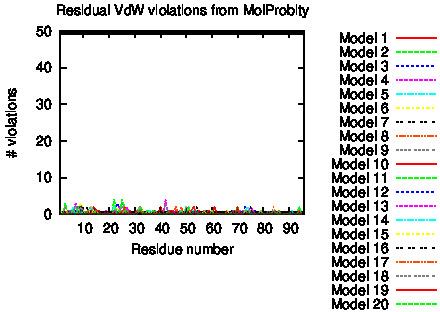 Residual VdW violations from MolProbity
# violations
50
40
30
20
10
0
10 20 30 40 50 60 70 80 90
Residue number
Model 1
Model 2
Model 3
Model 4
Model 5
Model 6
Model 7
Model 8
Model 9
Model 10
Model 11
Model 12
Model 13
Model 14
Model 15
Model 16
Model 17
Model 18
Model 19
Model 20